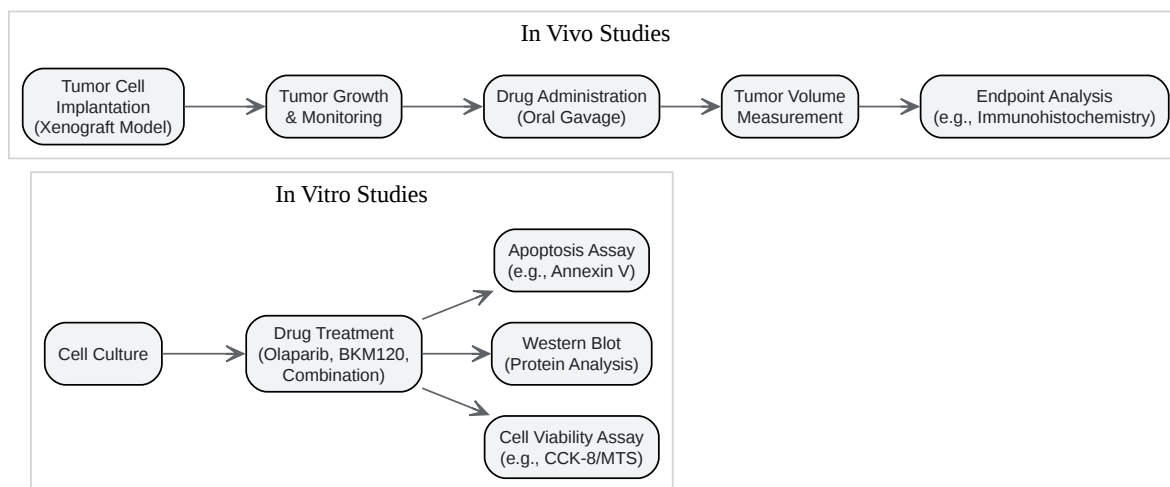 In Vivo Studies
Tumor Cell
Implantation
(Xenograft Model)
Tumor Growth
& Monitoring
Drug Administration
(Oral Gavage)
Tumor Volume
Measurement
Endpoint Analysis
(e.g., Immunohistochemistry)
In Vitro Studies
Cell Culture
Drug Treatment
(Olaparib, BKM120,
Combination)
Apoptosis Assay
(e.g., Annexin V)
Western Blot
(Protein Analysis)
Cell Viability Assay
(e.g., CCK-8/MTS)